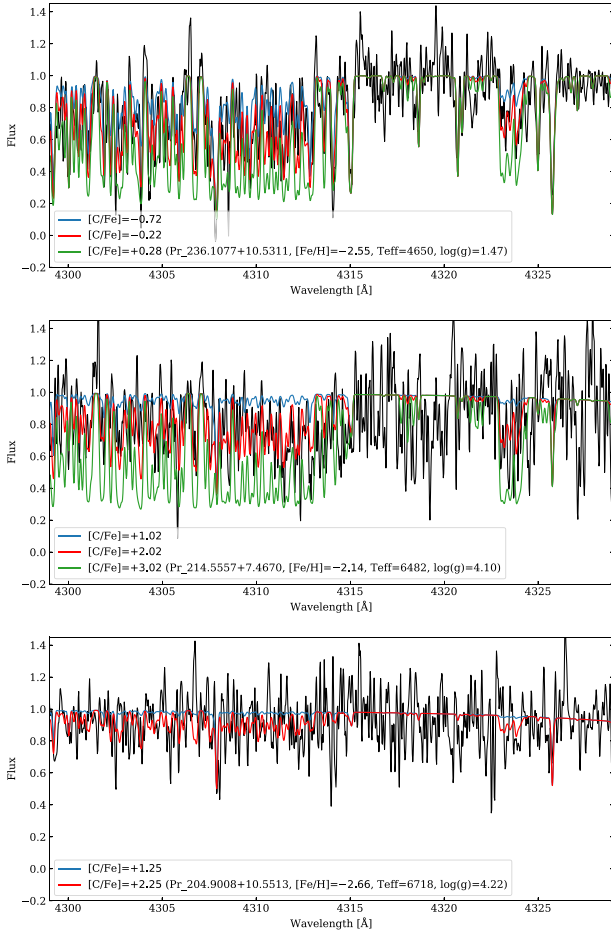 1.4
1.2
1.0
0.8
0.6
0.4
0.2
0.0
−0.2
Flux
[C/Fe]=−0.72
[C/Fe]=−0.22
[C/Fe]=+0.28 (Pr_236.1077+10.5311, [Fe/H]=−2.55, Teff=4650, log(g)=1.47)
4300 4305 4310 4315 4320 4325
Wavelength [Å]
1.4
1.2
1.0
0.8
0.6
0.4
0.2
0.0
−0.2
Flux
[C/Fe]=+1.02
[C/Fe]=+2.02
[C/Fe]=+3.02 (Pr_214.5557+7.4670, [Fe/H]=−2.14, Teff=6482, log(g)=4.10)
4300 4305 4310 4315 4320 4325
Wavelength [Å]
1.4
1.2
1.0
0.8
0.6
0.4
0.2
0.0
−0.2
Flux
[C/Fe]=+1.25
[C/Fe]=+2.25 (Pr_204.9008+10.5513, [Fe/H]=−2.66, Teff=6718, log(g)=4.22)
4300 4305 4310 4315 4320 4325
Wavelength [Å]